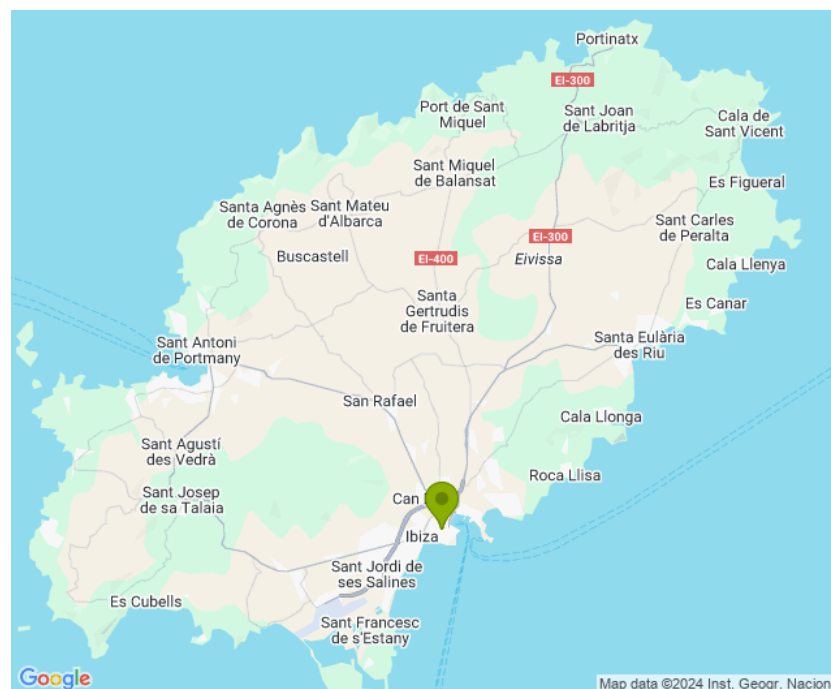 Portinatx
EI-300
Port de Sant
Miquel
Sant Joan
de Labritja
Cala de
Sant Vicent
Sant Miquel
de Balansat
Es Figueral
Santa Agnès
de Corona
Sant Mateu
d'Albarca
Sant Carles
de Peralta
EI-300
Buscastell
EI-400
Eivissa
Cala Llenya
Santa
Gertrudis
de Fruitera
Es Canar
Sant Antoni
de Portmany
Santa Eulària
des Riu
San Rafael
Cala Llonga
Sant Agustí
des Vedrà
Roca Llisa
Sant Josep
de sa Talaia
Can
Ibiza
Sant Jordi de
ses Salines
Es Cubells
Sant Francesc
de s'Estany
Google
Map data ©2024 Inst. Geogr. Nacion